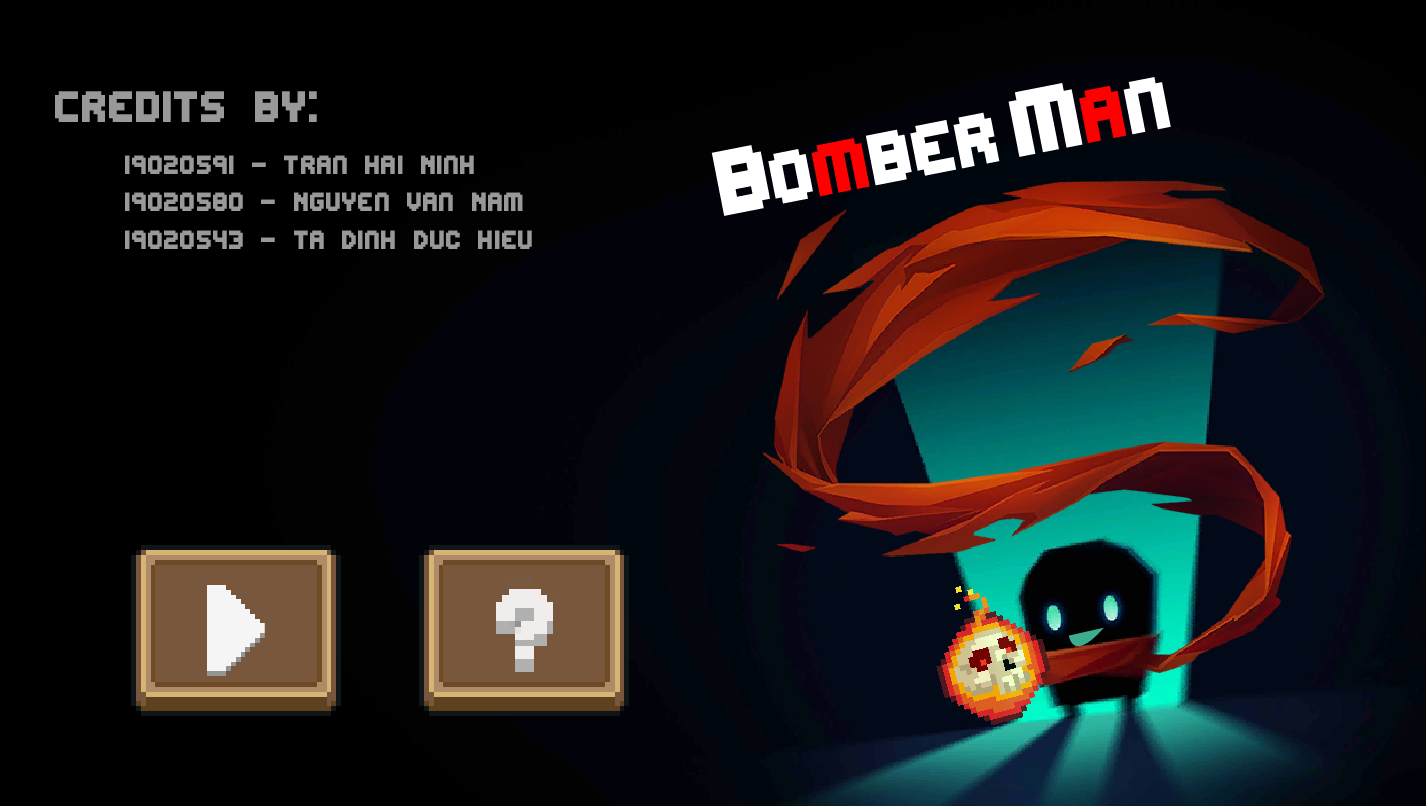 CREDITS BY:
19020591 - TRAN HAI NINH
19020580 - NGUYEN VAN NAM
19020543 - TA DINH DUC HIEU
BOMBER MAN
?